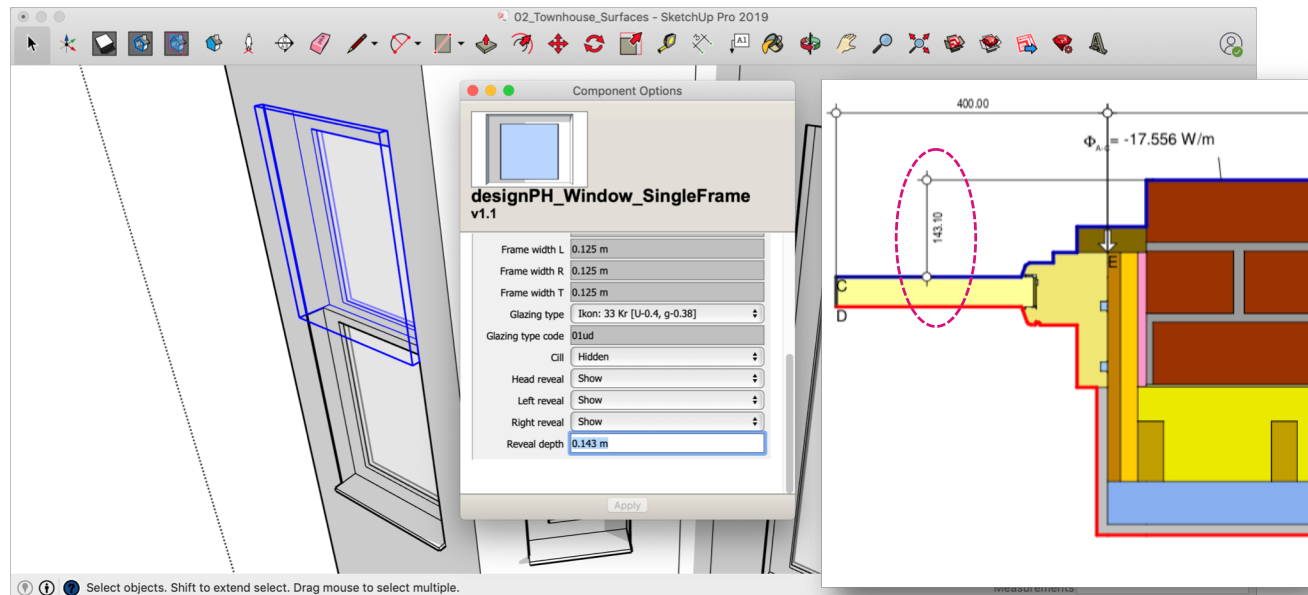 02_Townhouse_Surfaces - SketchUp Pro 2019
A1
Component Options
designPH_Window_SingleFrame
v1.1
Frame width L 0.125 m
Frame width R 0.125 m
Frame width T 0.125 m
Glazing type Ikon: 33 Kr [U-0.4, g-0.38]
Glazing type code 01ud
Cill Hidden
Head reveal Show
Left reveal Show
Right reveal Show
Reveal depth 0.143 m
Apply
400.00
ΦA-C= -17.556 W/m
143.10
E
C
D
Select objects. Shift to extend select. Drag mouse to select multiple.
Measurements